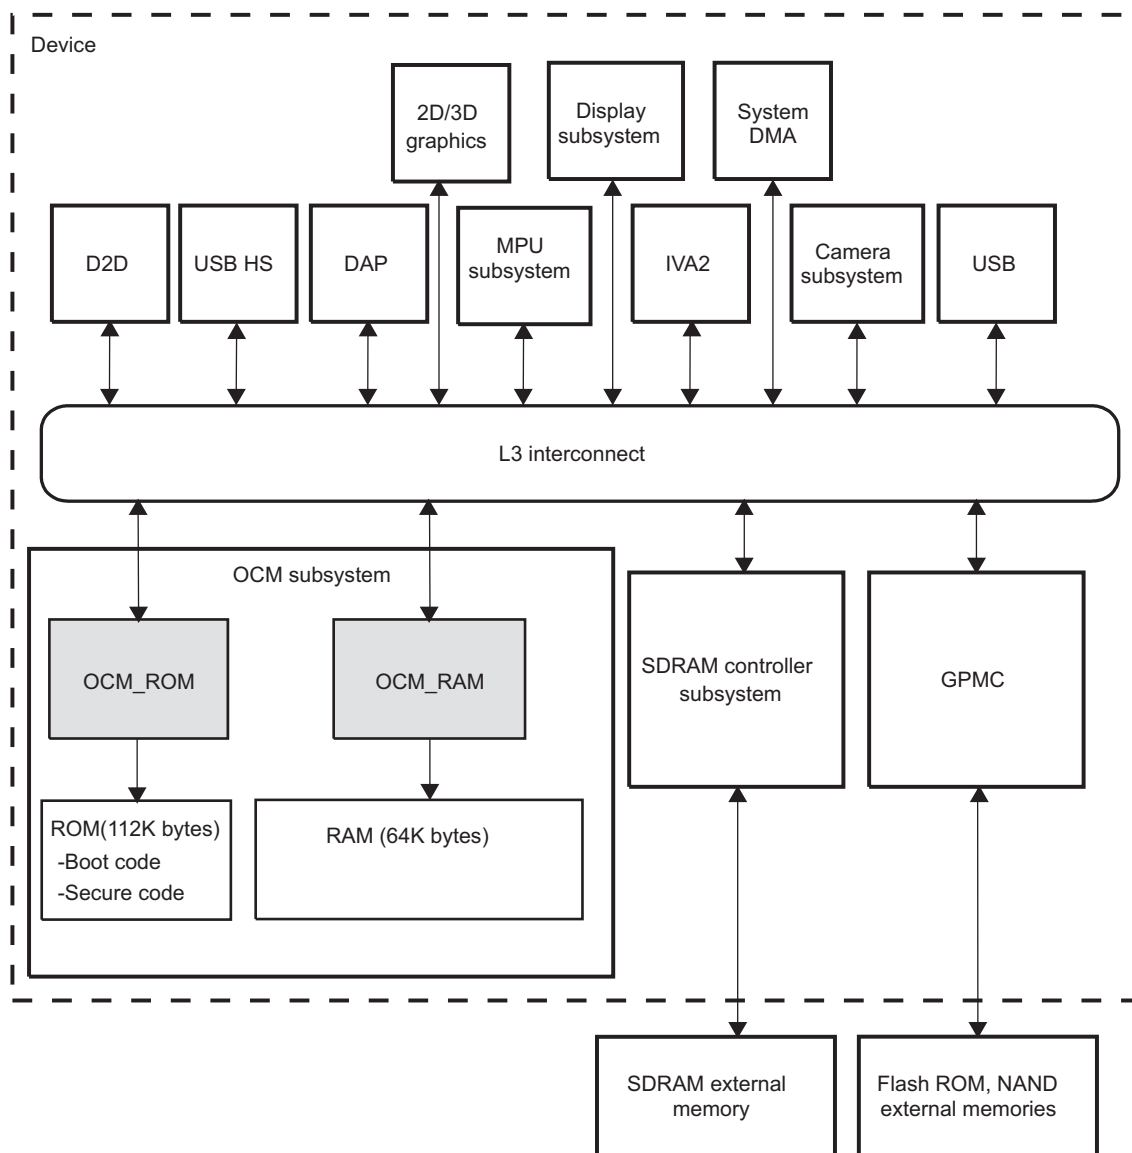 Device
2D/3D
graphics
Display
subsystem
System
DMA
D2D
USB HS
DAP
MPU
subsystem
IVA2
Camera
subsystem
USB
L3 interconnect
OCM subsystem
OCM_ROM
OCM_RAM
SDRAM controller
subsystem
GPMC
ROM(112K bytes)
-Boot code
-Secure code
RAM (64K bytes)
SDRAM external
memory
Flash ROM, NAND
external memories